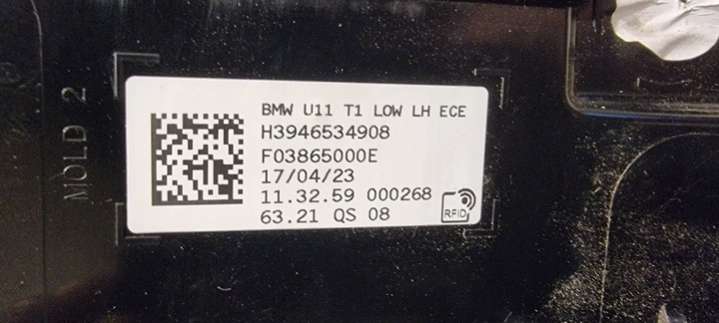 MOLD 2
BMW U11 T1 LOW LH ECE
H3946534908
F03865000E
17/04/23
11.32.59 000268
63.21 QS 08
RFID